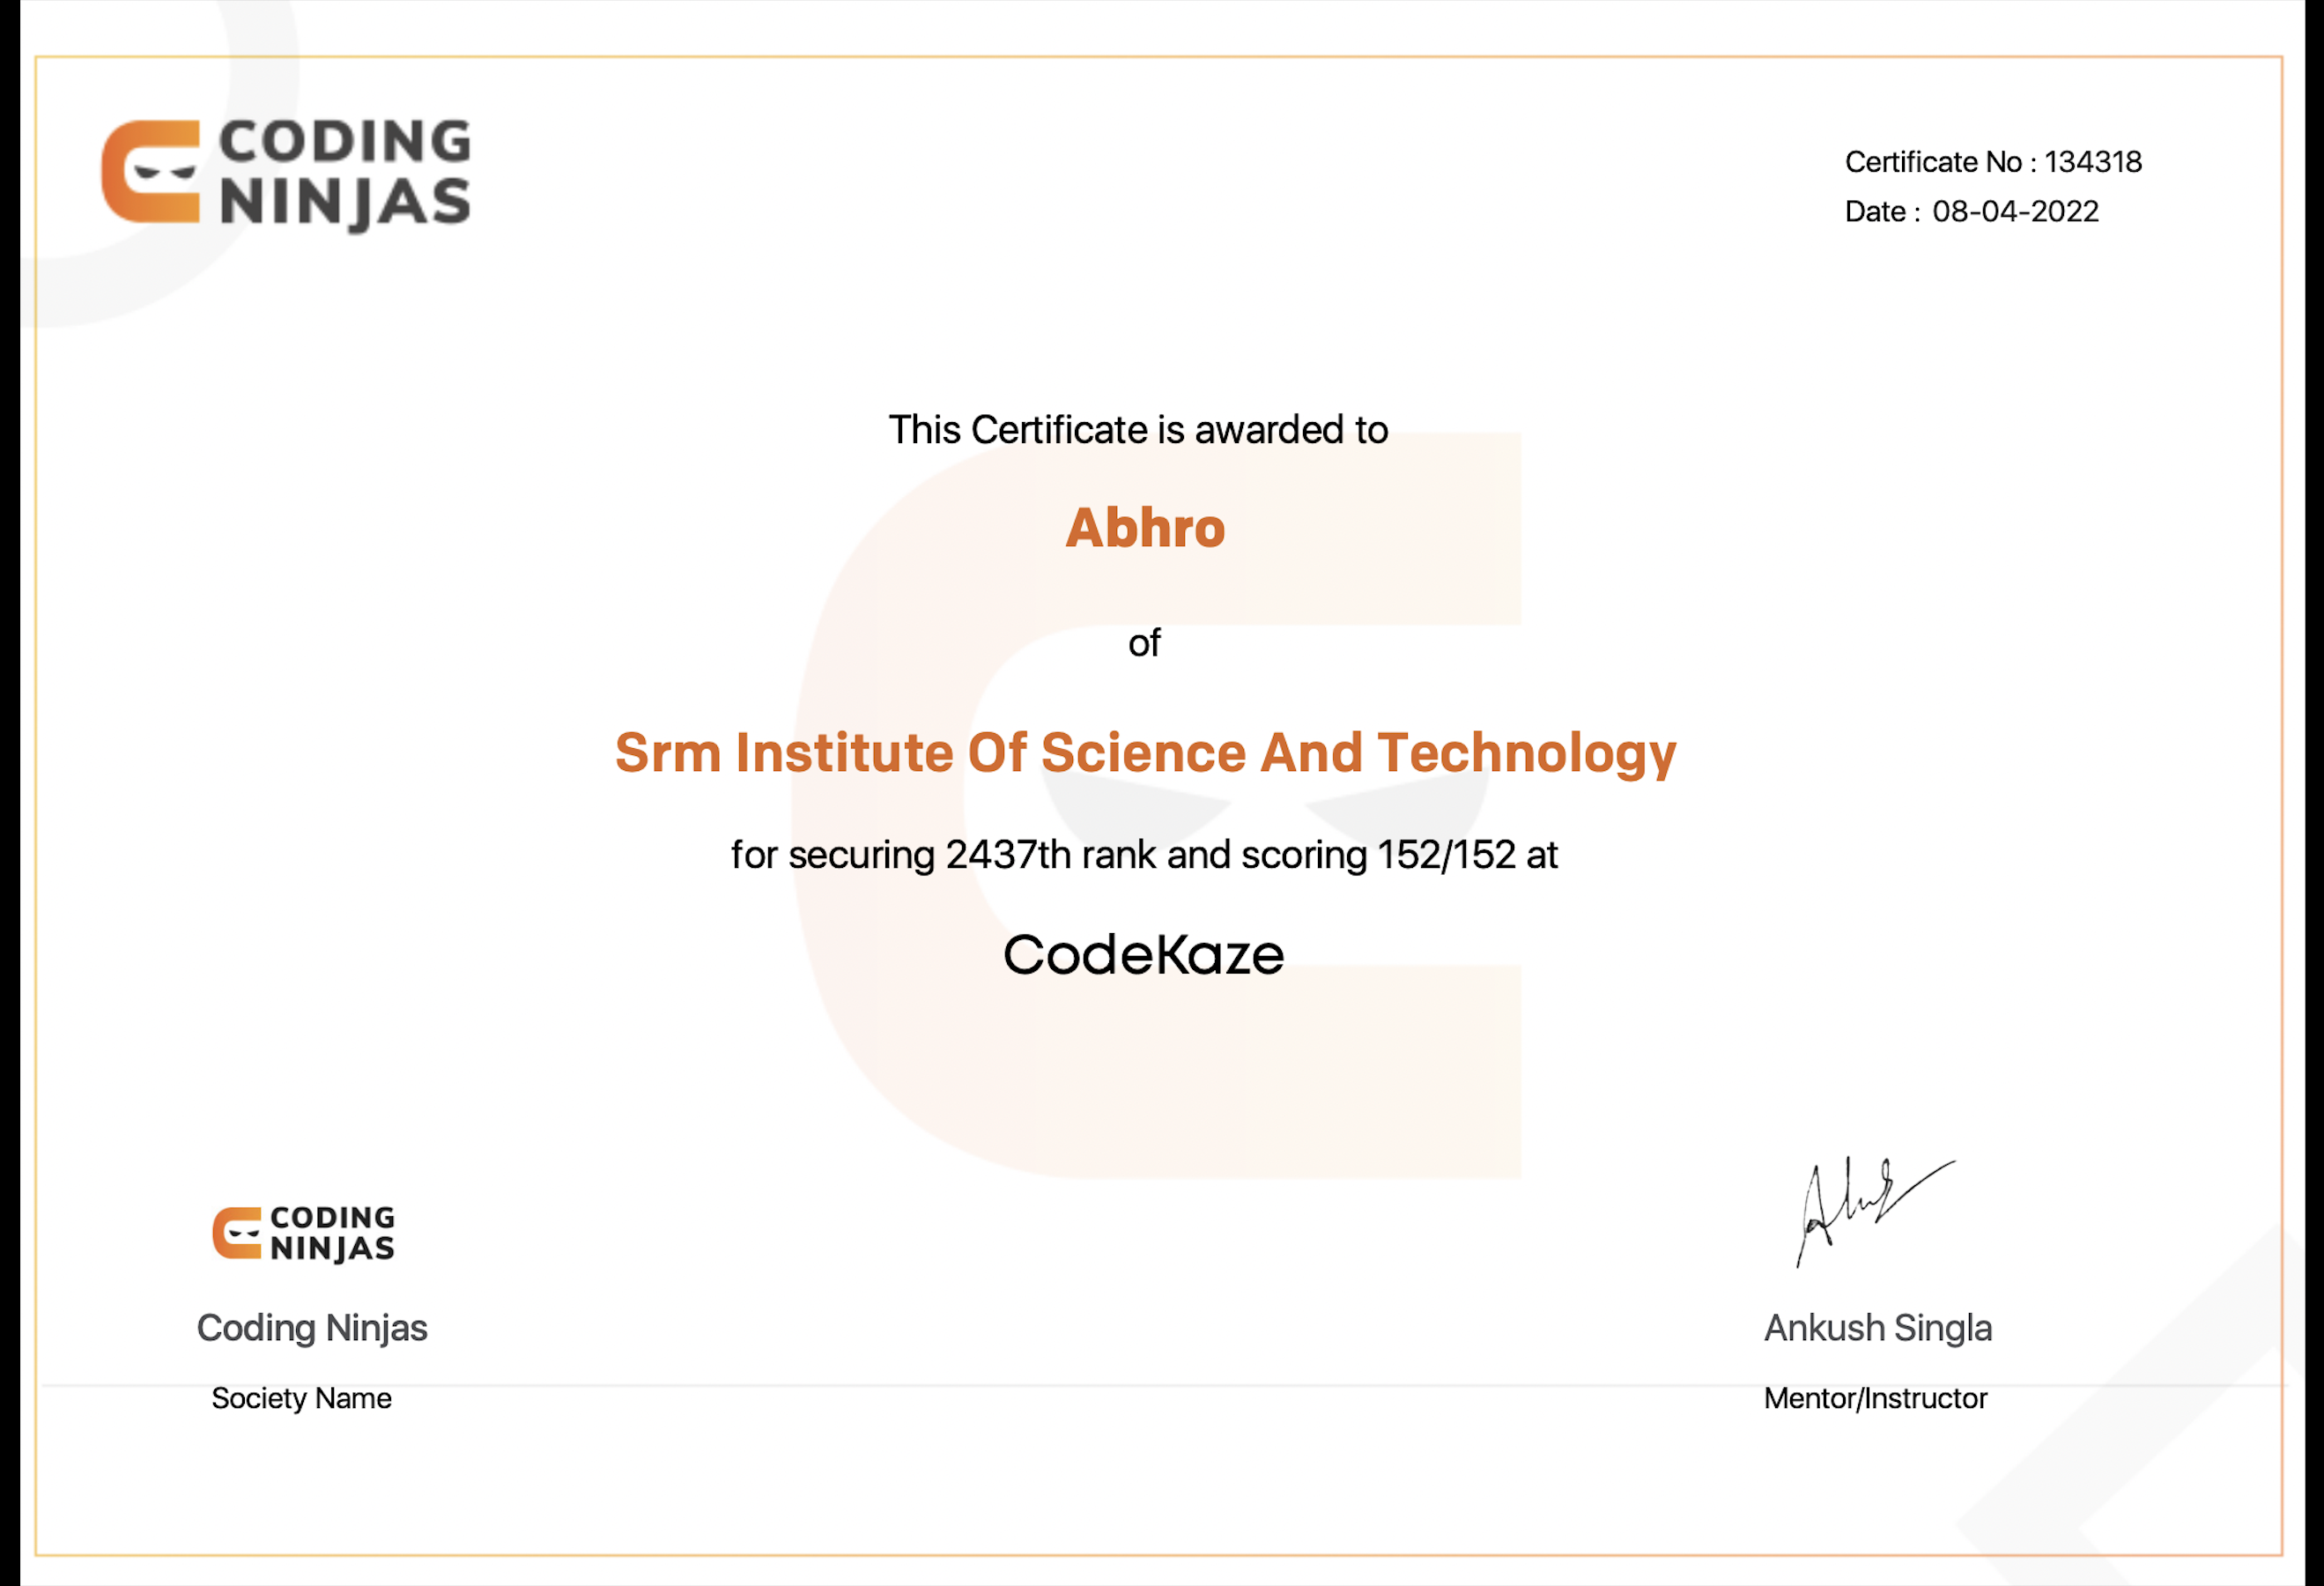 CODING
NINJAS
Certificate No : 134318
Date : 08-04-2022
This Certificate is awarded to
Abhro
of
Srm Institute Of Science And Technology
for securing 2437th rank and scoring 152/152 at
CodeKaze
CODING
NINJAS
Coding Ninjas
Society Name
Ankush Singla
Mentor/Instructor